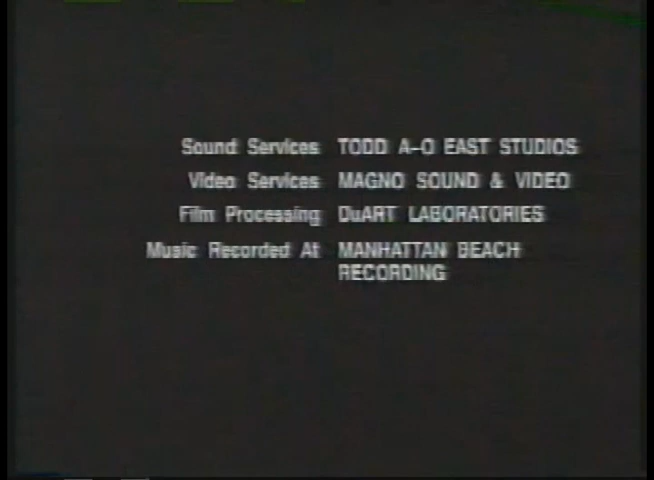 Sound Services TODD A-O EAST STUDIOS
Video Services MAGNO SOUND & VIDEO
Film Processing DuART LABORATORIES
Music Recorded At MANHATTAN BEACH
RECORDING